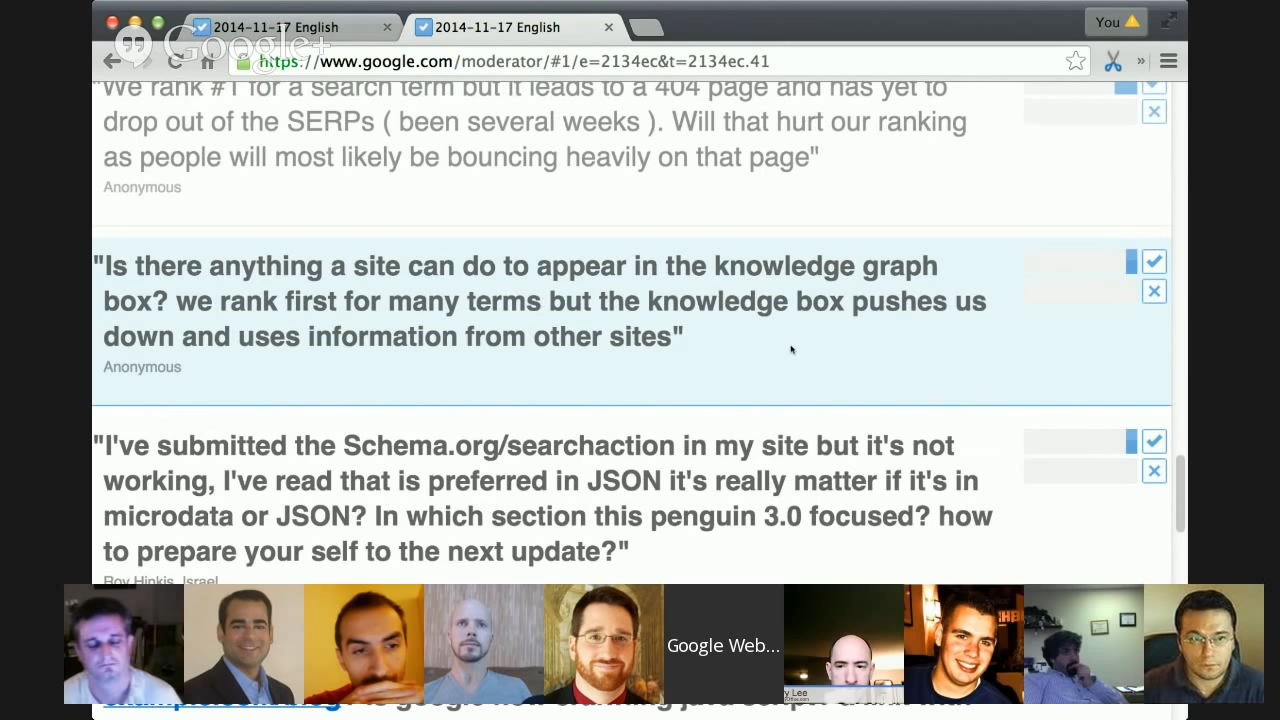 2014-11-17 English
2014-11-17 English
You
Google+
https://www.google.com/moderator/#1/e=2134ec&t=2134ec.41
"We rank #1 for a search term but it leads to a 404 page and has yet to
drop out of the SERPs ( been several weeks ). Will that hurt our ranking
as people will most likely be bouncing heavily on that page"
Anonymous
"Is there anything a site can do to appear in the knowledge graph
box? we rank first for many terms but the knowledge box pushes us
down and uses information from other sites"
Anonymous
"I've submitted the Schema.org/searchaction in my site but it's not
working, I've read that is preferred in JSON it's really matter if it's in
microdata or JSON? In which section this penguin 3.0 focused? how
to prepare your self to the next update?"
Roy Hinkis, Israel
Google Web...
ry Lee